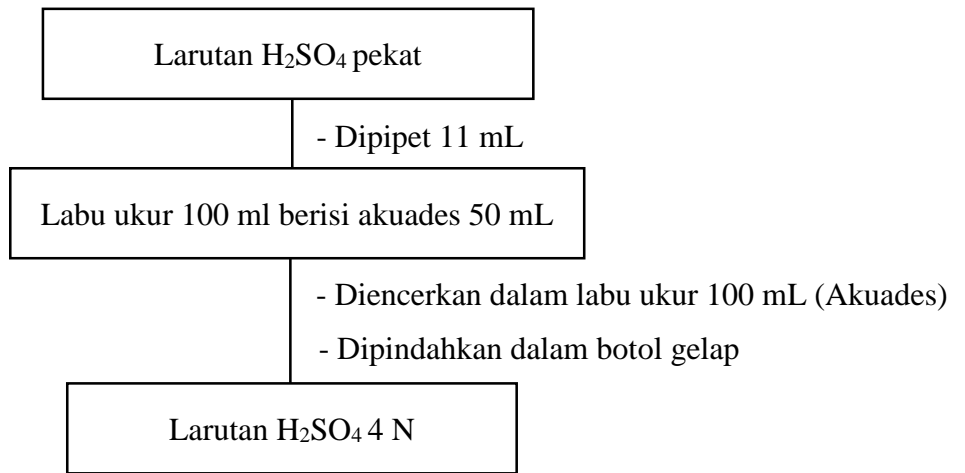 Larutan H₂SO₄ pekat
- Dipipet 11 mL
Labu ukur 100 ml berisi akuades 50 mL
- Diencerkan dalam labu ukur 100 mL (Akuades)
- Dipindahkan dalam botol gelap
Larutan H₂SO₄ 4 N